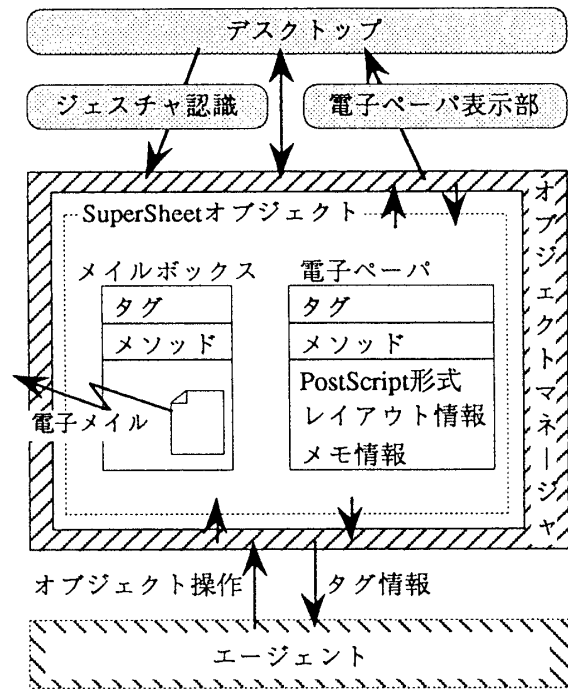 デスクトップ
ジェスチャ認識
電子ペーパ表示部
オブジェクトマネージャ
SuperSheetオブジェクト
メイルボックス
タグ
メソッド
電子メイル
電子ペーパ
タグ
メソッド
PostScript形式
レイアウト情報
メモ情報
オブジェクト操作
タグ情報
エージェント